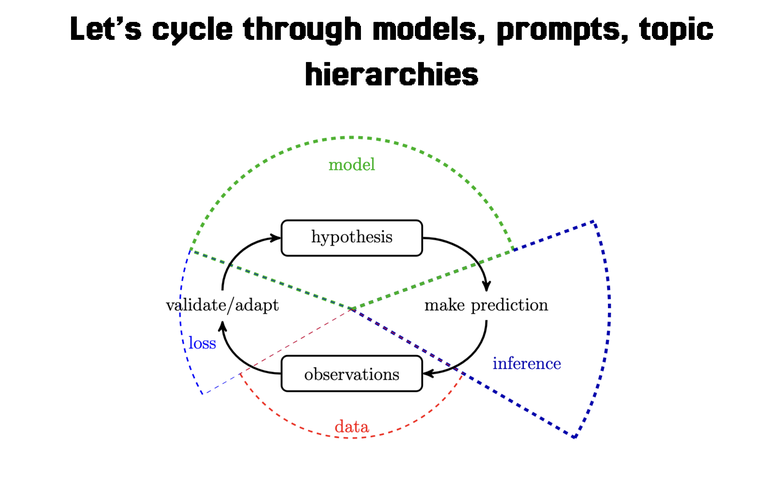 Let's cycle through models, prompts, topic
hierarchies
model
hypothesis
validate/adapt
make prediction
loss
inference
observations
data